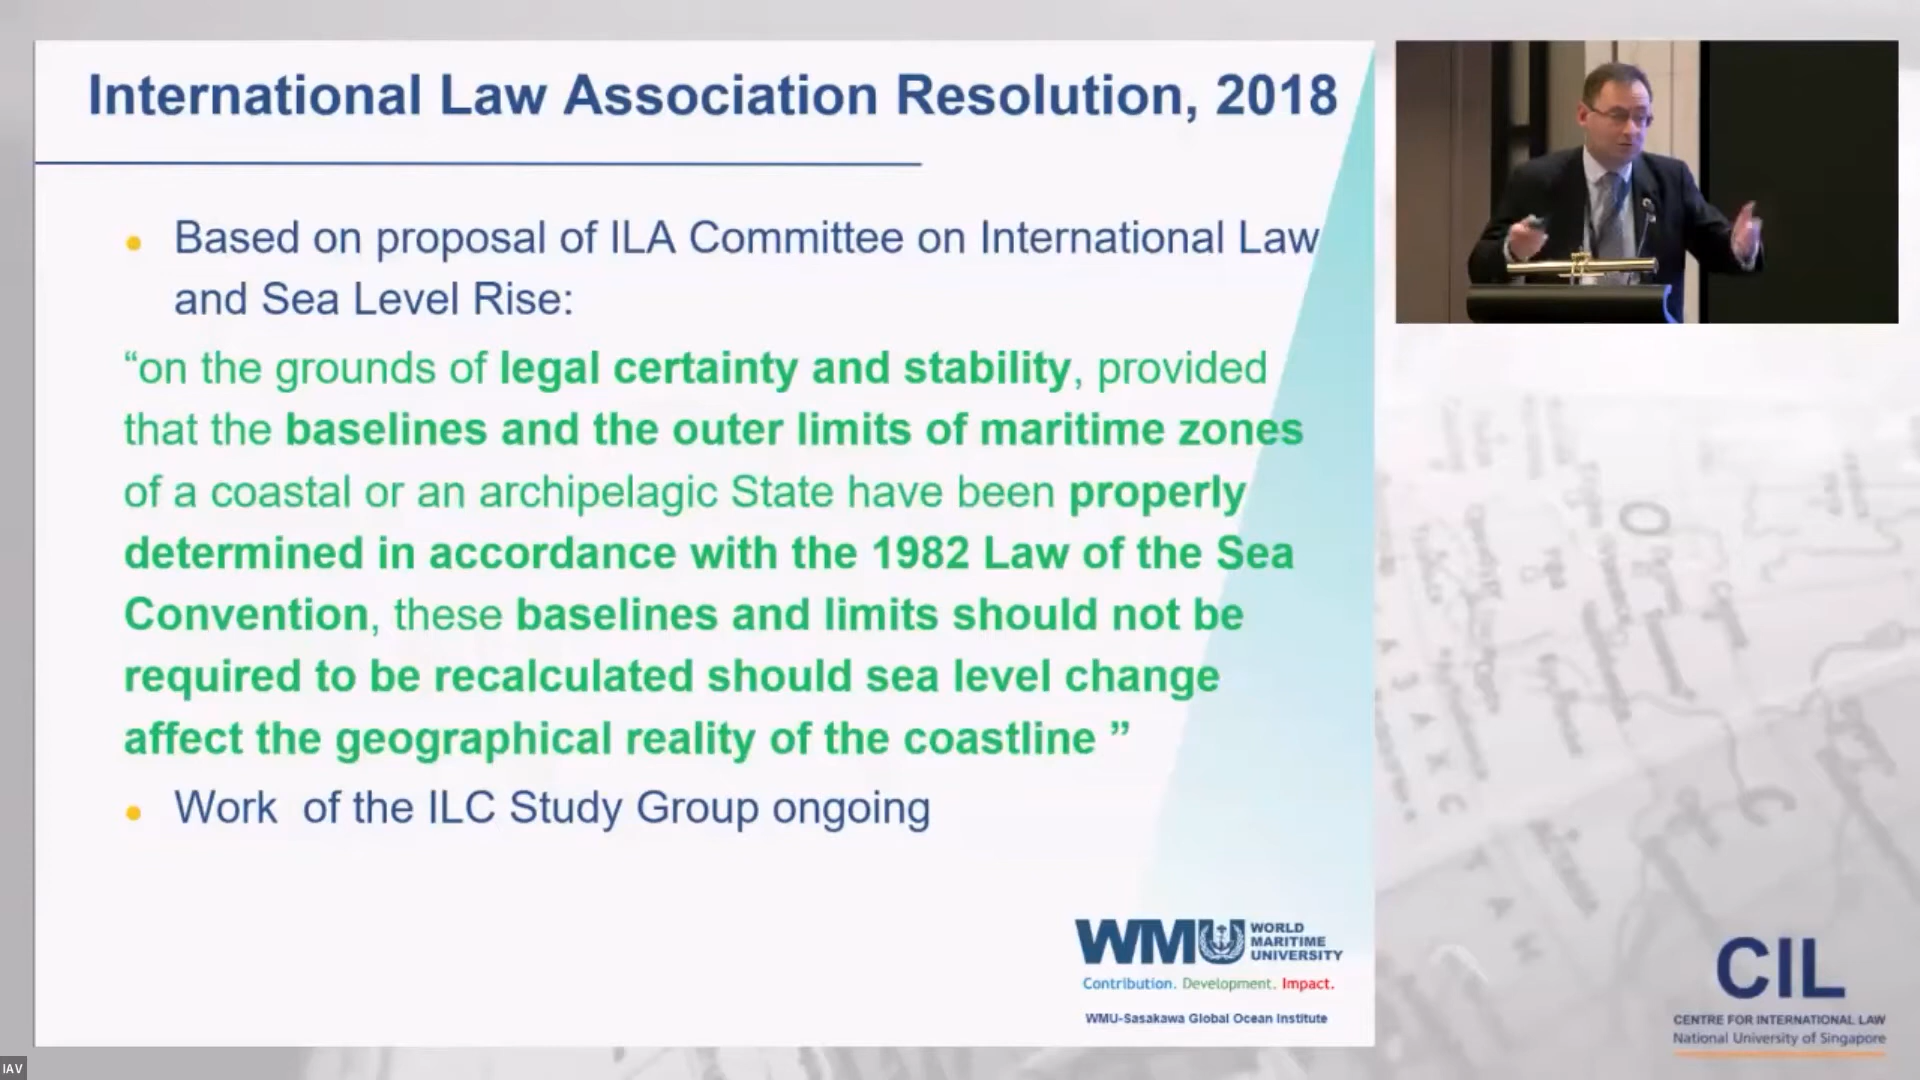 International Law Association Resolution, 2018
• Based on proposal of ILA Committee on International Law
and Sea Level Rise:
“on the grounds of legal certainty and stability, provided
that the baselines and the outer limits of maritime zones
of a coastal or an archipelagic State have been properly
determined in accordance with the 1982 Law of the Sea
Convention, these baselines and limits should not be
required to be recalculated should sea level change
affect the geographical reality of the coastline ”
• Work  of the ILC Study Group ongoing
WMU WORLD
MARITIME
UNIVERSITY
Contribution. Development. Impact.
WMU-Sasakawa Global Ocean Institute
CIL
CENTRE FOR INTERNATIONAL LAW
National University of Singapore
IAV